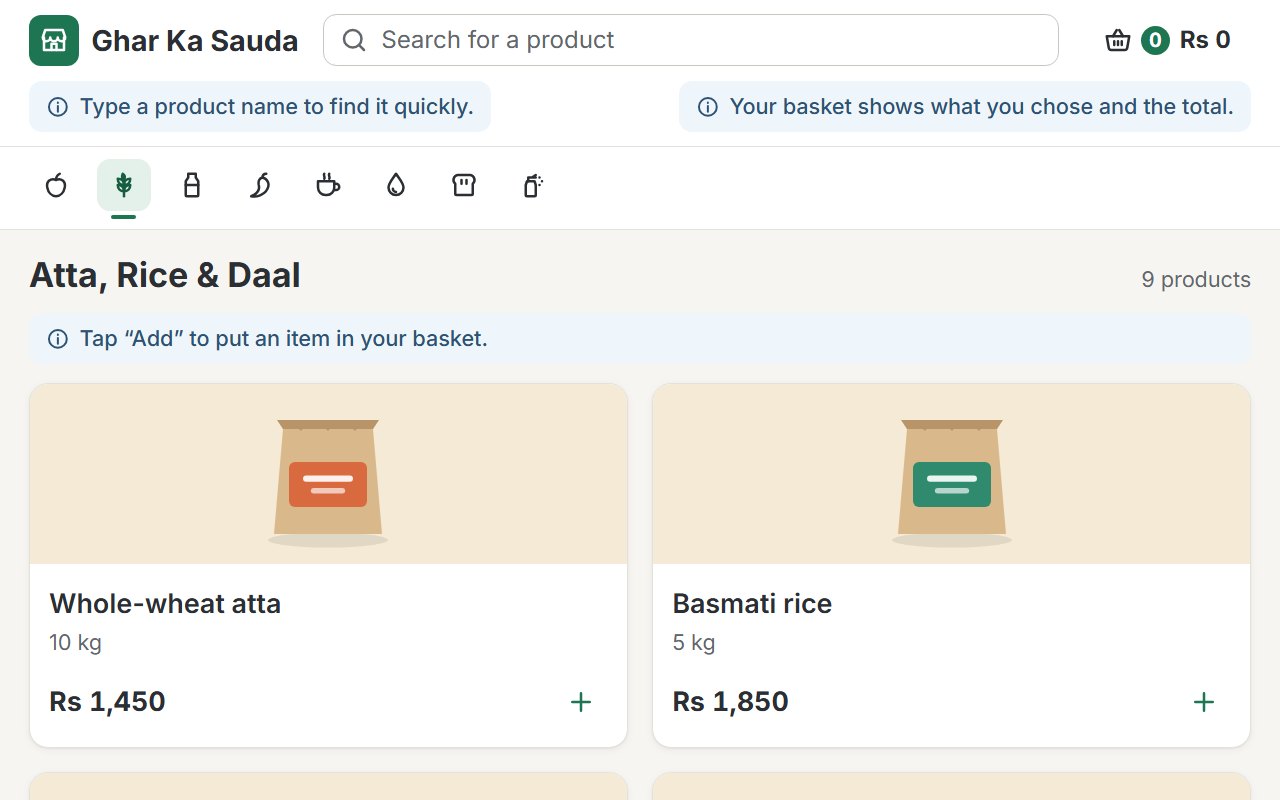 Ghar Ka Sauda
Search for a product
0 Rs 0
Type a product name to find it quickly.
Your basket shows what you chose and the total.
Atta, Rice & Daal
9 products
Tap “Add” to put an item in your basket.
Whole-wheat atta
10 kg
Rs 1,450
Basmati rice
5 kg
Rs 1,850